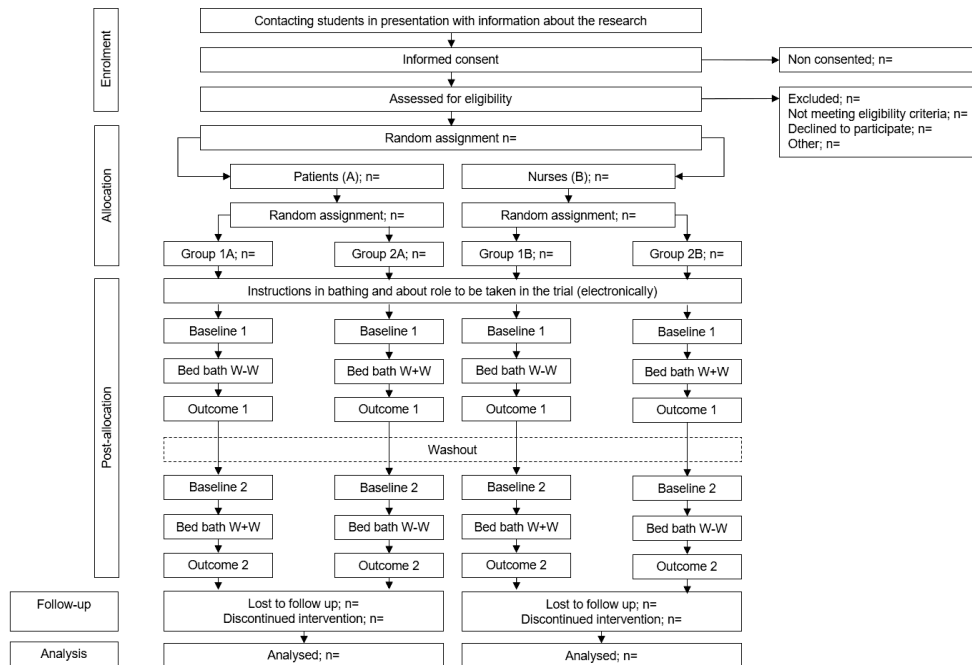 Enrolment
Contacting students in presentation with information about the research
Informed consent
Non consented; n=
Assessed for eligibility
Excluded; n=
Not meeting eligibility criteria; n=
Declined to participate; n=
Other; n=
Allocation
Random assignment n=
Patients (A); n=
Nurses (B); n=
Random assignment; n=
Random assignment; n=
Group 1A; n=
Group 2A; n=
Group 1B; n=
Group 2B; n=
Post-allocation
Instructions in bathing and about role to be taken in the trial (electronically)
Baseline 1
Baseline 1
Baseline 1
Baseline 1
Bed bath W-W
Bed bath W+W
Bed bath W-W
Bed bath W+W
Outcome 1
Outcome 1
Outcome 1
Outcome 1
Washout
Baseline 2
Baseline 2
Baseline 2
Baseline 2
Bed bath W+W
Bed bath W-W
Bed bath W+W
Bed bath W-W
Outcome 2
Outcome 2
Outcome 2
Outcome 2
Follow-up
Lost to follow up; n=
Discontinued intervention; n=
Lost to follow up; n=
Discontinued intervention; n=
Analysis
Analysed; n=
Analysed; n=